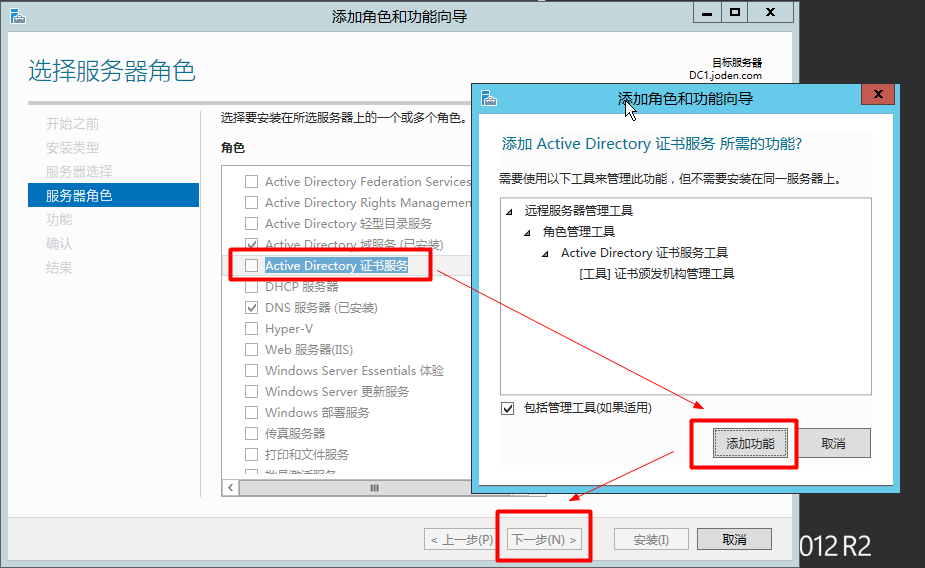 添加角色和功能向导
选择服务器角色
目标服务器
DC1.joden.com
开始之前
安装类型
服务器选择
服务器角色
功能
确认
结果
选择要安装在所选服务器上的一个或多个角色。
角色
Active Directory Federation Services
Active Directory Rights
Active Directory 轻型目录服务
Active Directory 域服务 (已安装)
Active Directory 证书服务
DHCP 服务器
DNS 服务器 (已安装)
Hyper-V
Web 服务器(IIS)
Windows Server Essentials 体验
Windows Server 更新服务
Windows 部署服务
传真服务器
打印和文件服务
< 上一步(P)
下一步(N) >
安装(I)
取消
添加角色和功能向导
添加 Active Directory 证书服务 所需的功能?
需要使用以下工具来管理此功能，但不需要安装在同一服务器上。
远程服务器管理工具
角色管理工具
Active Directory 证书服务工具
[工具] 证书颁发机构管理工具
包括管理工具(如果适用)
添加功能
取消
012 R2